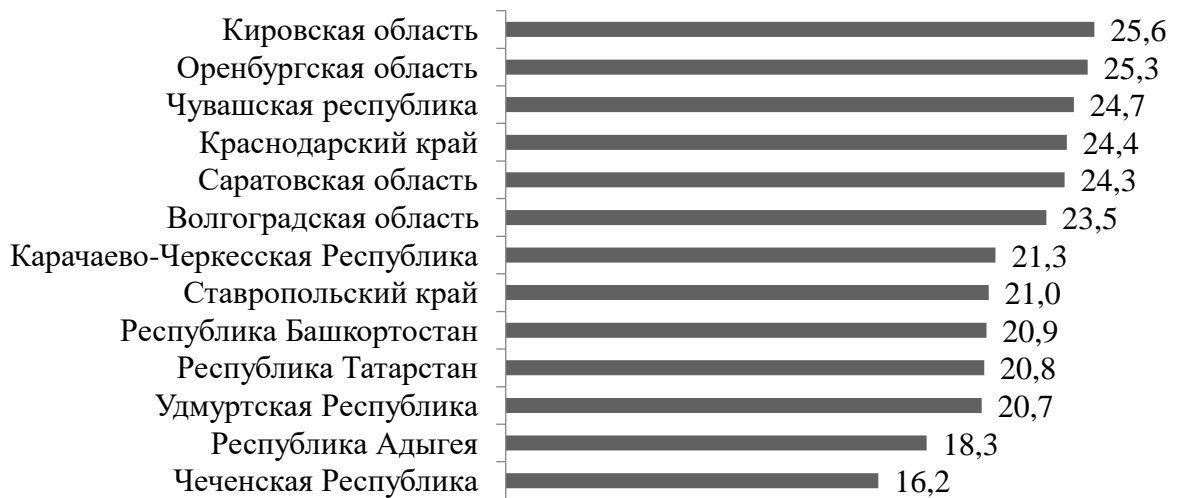 Кировская область 25,6
Оренбургская область 25,3
Чувашская республика 24,7
Краснодарский край 24,4
Саратовская область 24,3
Волгоградская область 23,5
Карачаево-Черкесская Республика 21,3
Ставропольский край 21,0
Республика Башкортостан 20,9
Республика Татарстан 20,8
Удмуртская Республика 20,7
Республика Адыгея 18,3
Чеченская Республика 16,2